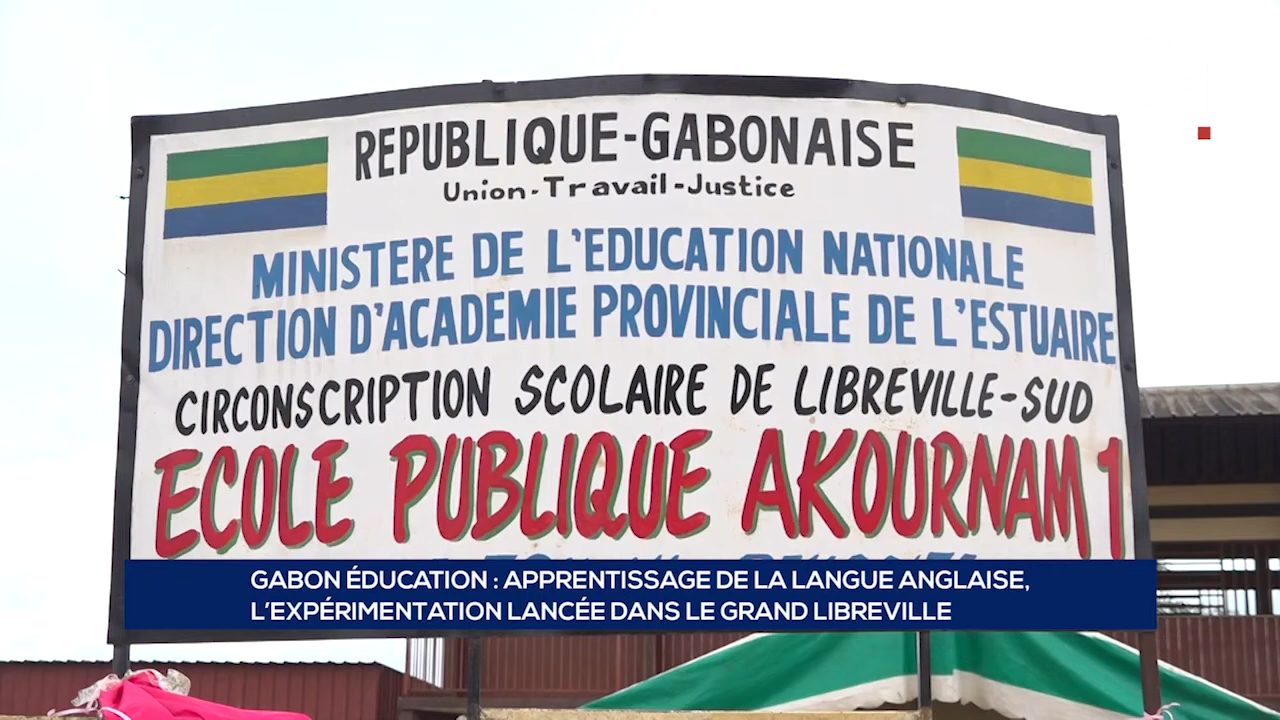 REPUBLIQUE-GABONAISE
Union-Travail-Justice
MINISTERE DE L'EDUCATION NATIONALE
DIRECTION D'ACADEMIE PROVINCIALE DE L'ESTUAIRE
CIRCONSCRIPTION SCOLAIRE DE LIBREVILLE-SUD
ECOLE PUBLIQUE AKOURNAM 1
GABON ÉDUCATION : APPRENTISSAGE DE LA LANGUE ANGLAISE,
L'EXPÉRIMENTATION LANCÉE DANS LE GRAND LIBREVILLE